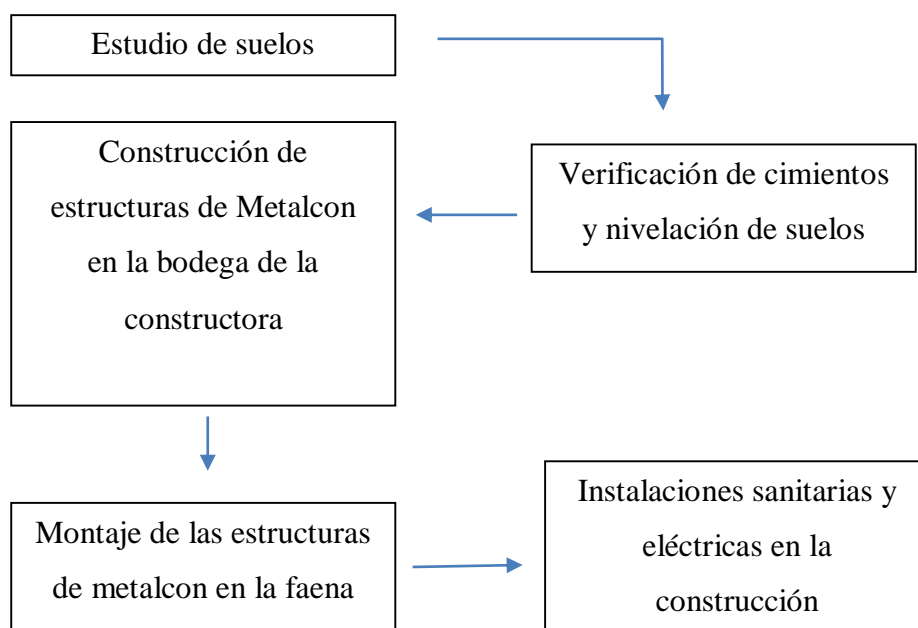 Estudio de suelos
Verificación de cimientos
y nivelación de suelos
Construcción de
estructuras de Metalcon
en la bodega de la
constructora
Montaje de las estructuras
de metalcon en la faena
Instalaciones sanitarias y
eléctricas en la
construcción